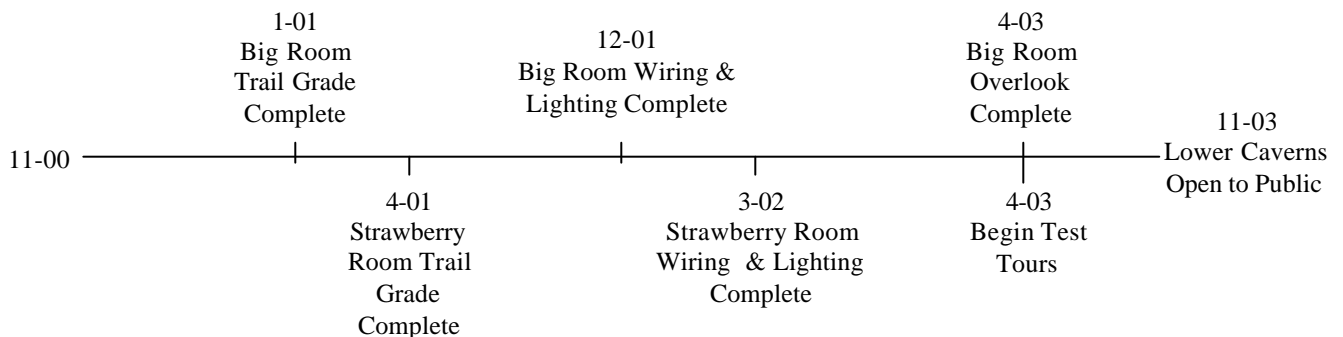 1-01
Big Room
Trail Grade
Complete
12-01
Big Room Wiring &
Lighting Complete
4-03
Big Room
Overlook
Complete
11-03
Lower Caverns
Open to Public
11-00
4-01
Strawberry
Room Trail
Grade
Complete
3-02
Strawberry Room
Wiring & Lighting
Complete
4-03
Begin Test
Tours